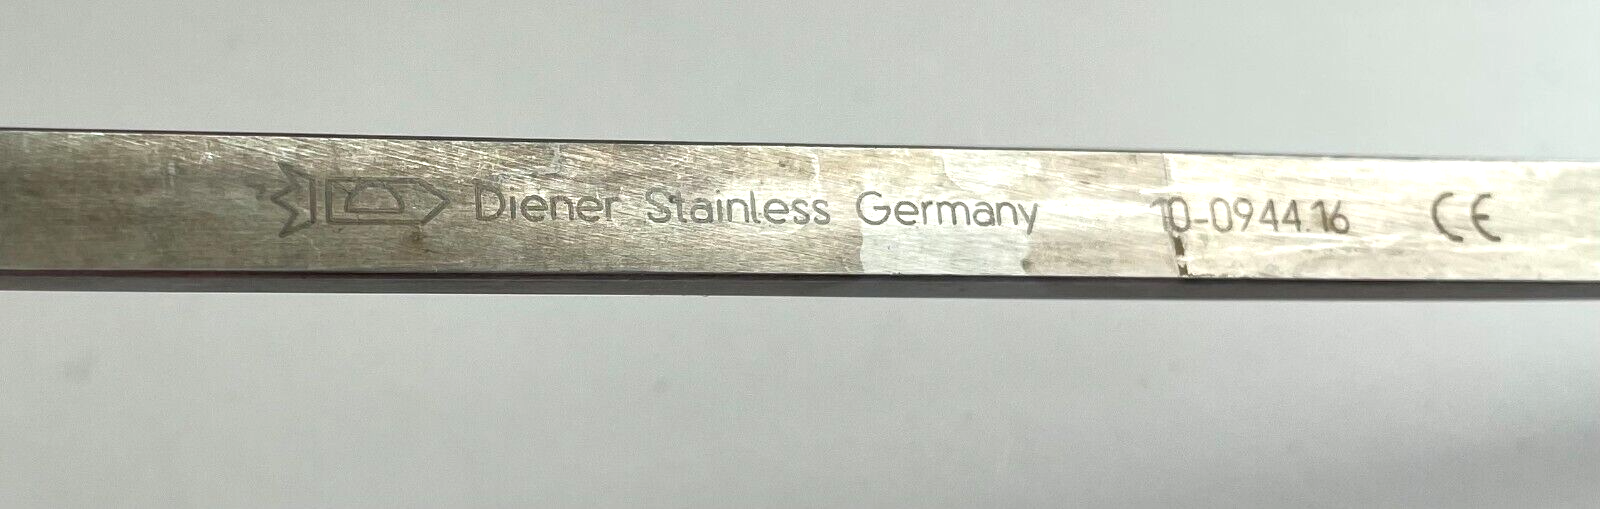 Diener Stainless Germany 10-0944.16 CE